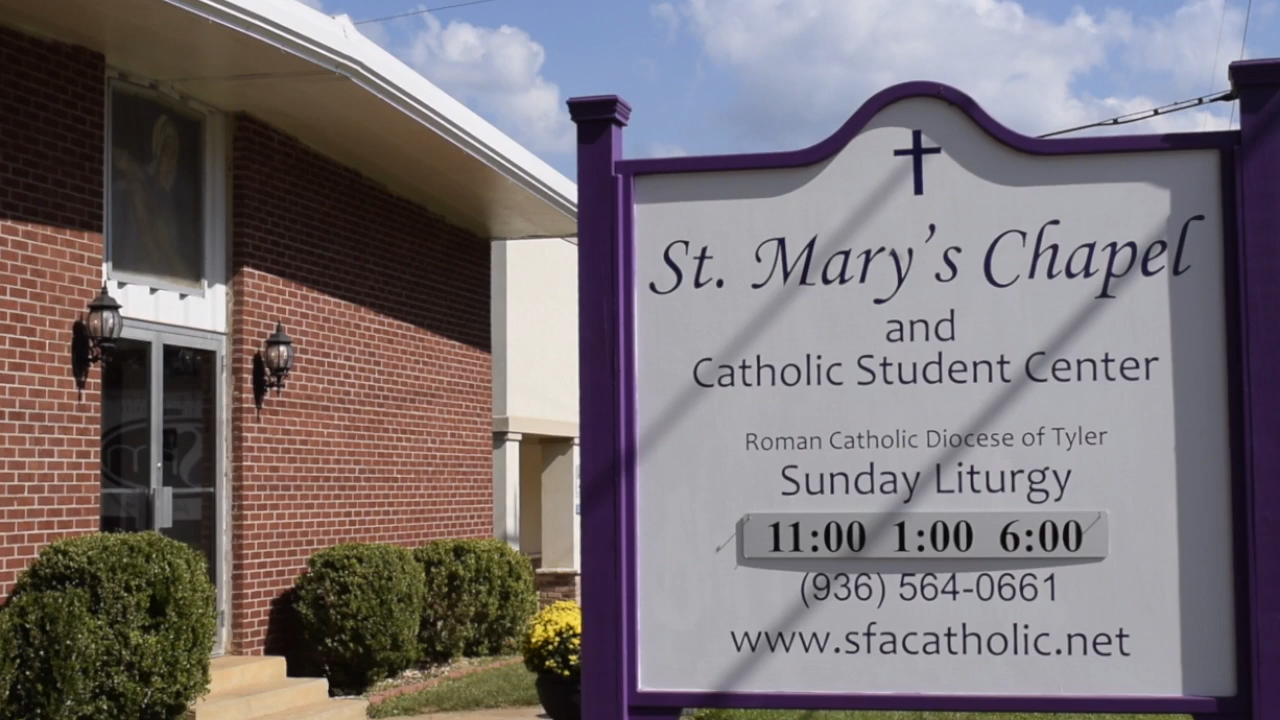 St. Mary's Chapel
and
Catholic Student Center
Roman Catholic Diocese of Tyler
Sunday Liturgy
11:00 1:00 6:00
(936) 564-0661
www.sfacatholic.net